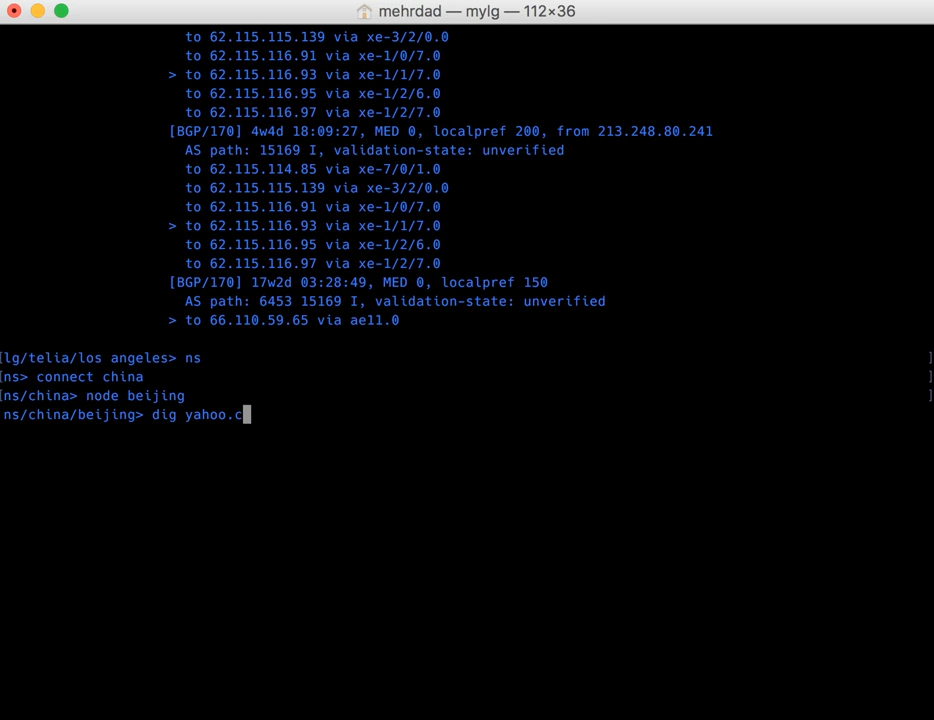 mehrdad — mylg — 112×36
to 62.115.115.139 via xe-3/2/0.0
to 62.115.116.91 via xe-1/0/7.0
> to 62.115.116.93 via xe-1/1/7.0
to 62.115.116.95 via xe-1/2/6.0
to 62.115.116.97 via xe-1/2/7.0
[BGP/170] 4w4d 18:09:27, MED 0, localpref 200, from 213.248.80.241
AS path: 15169 I, validation-state: unverified
to 62.115.114.85 via xe-7/0/1.0
to 62.115.115.139 via xe-3/2/0.0
to 62.115.116.91 via xe-1/0/7.0
> to 62.115.116.93 via xe-1/1/7.0
to 62.115.116.95 via xe-1/2/6.0
to 62.115.116.97 via xe-1/2/7.0
[BGP/170] 17w2d 03:28:49, MED 0, localpref 150
AS path: 6453 15169 I, validation-state: unverified
> to 66.110.59.65 via ae11.0
[lg/telia/los angeles> ns ]
[ns> connect china ]
[ns/china> node beijing ]
ns/china/beijing> dig yahoo.c